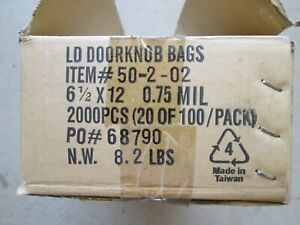 LD DOORKNOB BAGS
ITEM# 50-2-02
6½ X 12 0.75 MIL
2000PCS (20 OF 100/PACK)
PO# 68790
N.W. 8.2 LBS
4
Made in
Taiwan